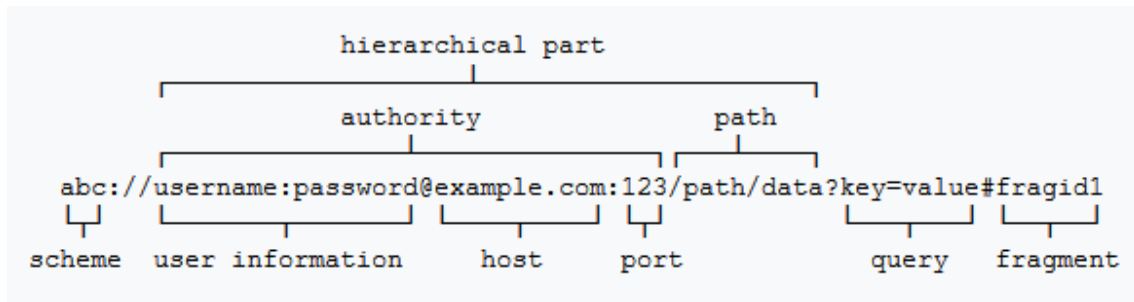 hierarchical part
authority path
abc://username:password@example.com:123/path/data?key=value#fragid1
scheme user information host port query fragment